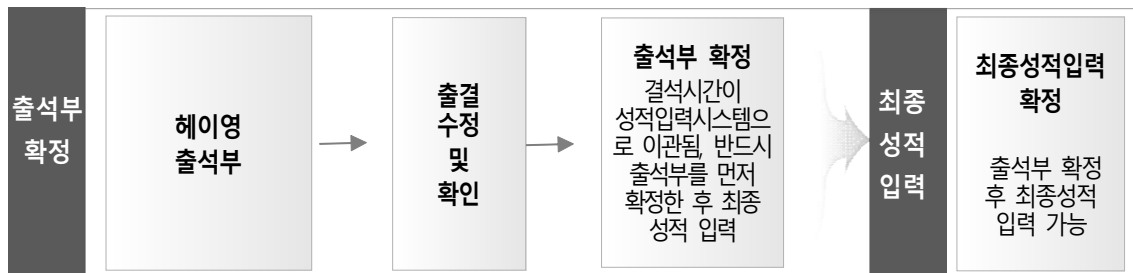 출석부
확정
헤이영
출석부
출결
수정
및
확인
출석부 확정
결석시간이
성적입력시스템으
로 이관됨, 반드시
출석부를 먼저
확정한 후 최종
성적 입력
최종
성적
입력
최종성적입력
확정
출석부 확정
후 최종성적
입력 가능